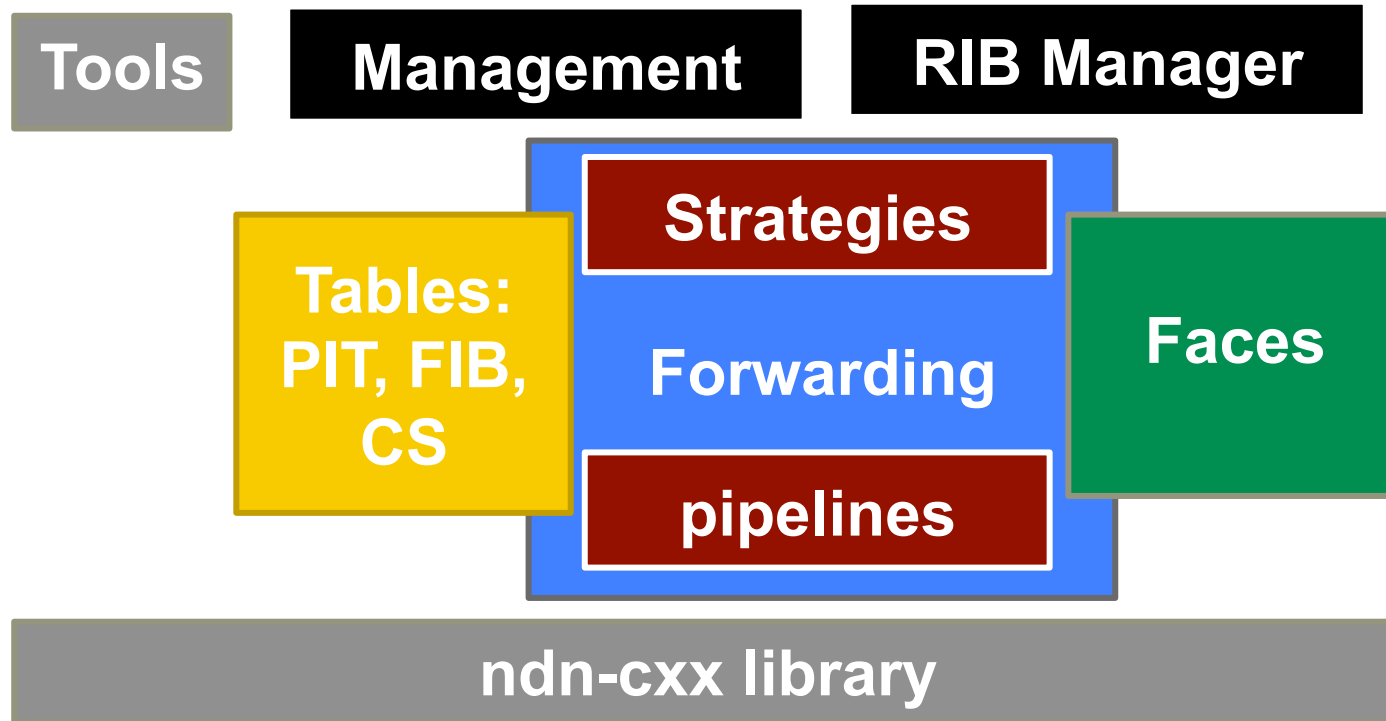 Tools
Management
RIB Manager
Strategies
Tables:
PIT, FIB,
CS
Forwarding
Faces
pipelines
ndn-cxx library